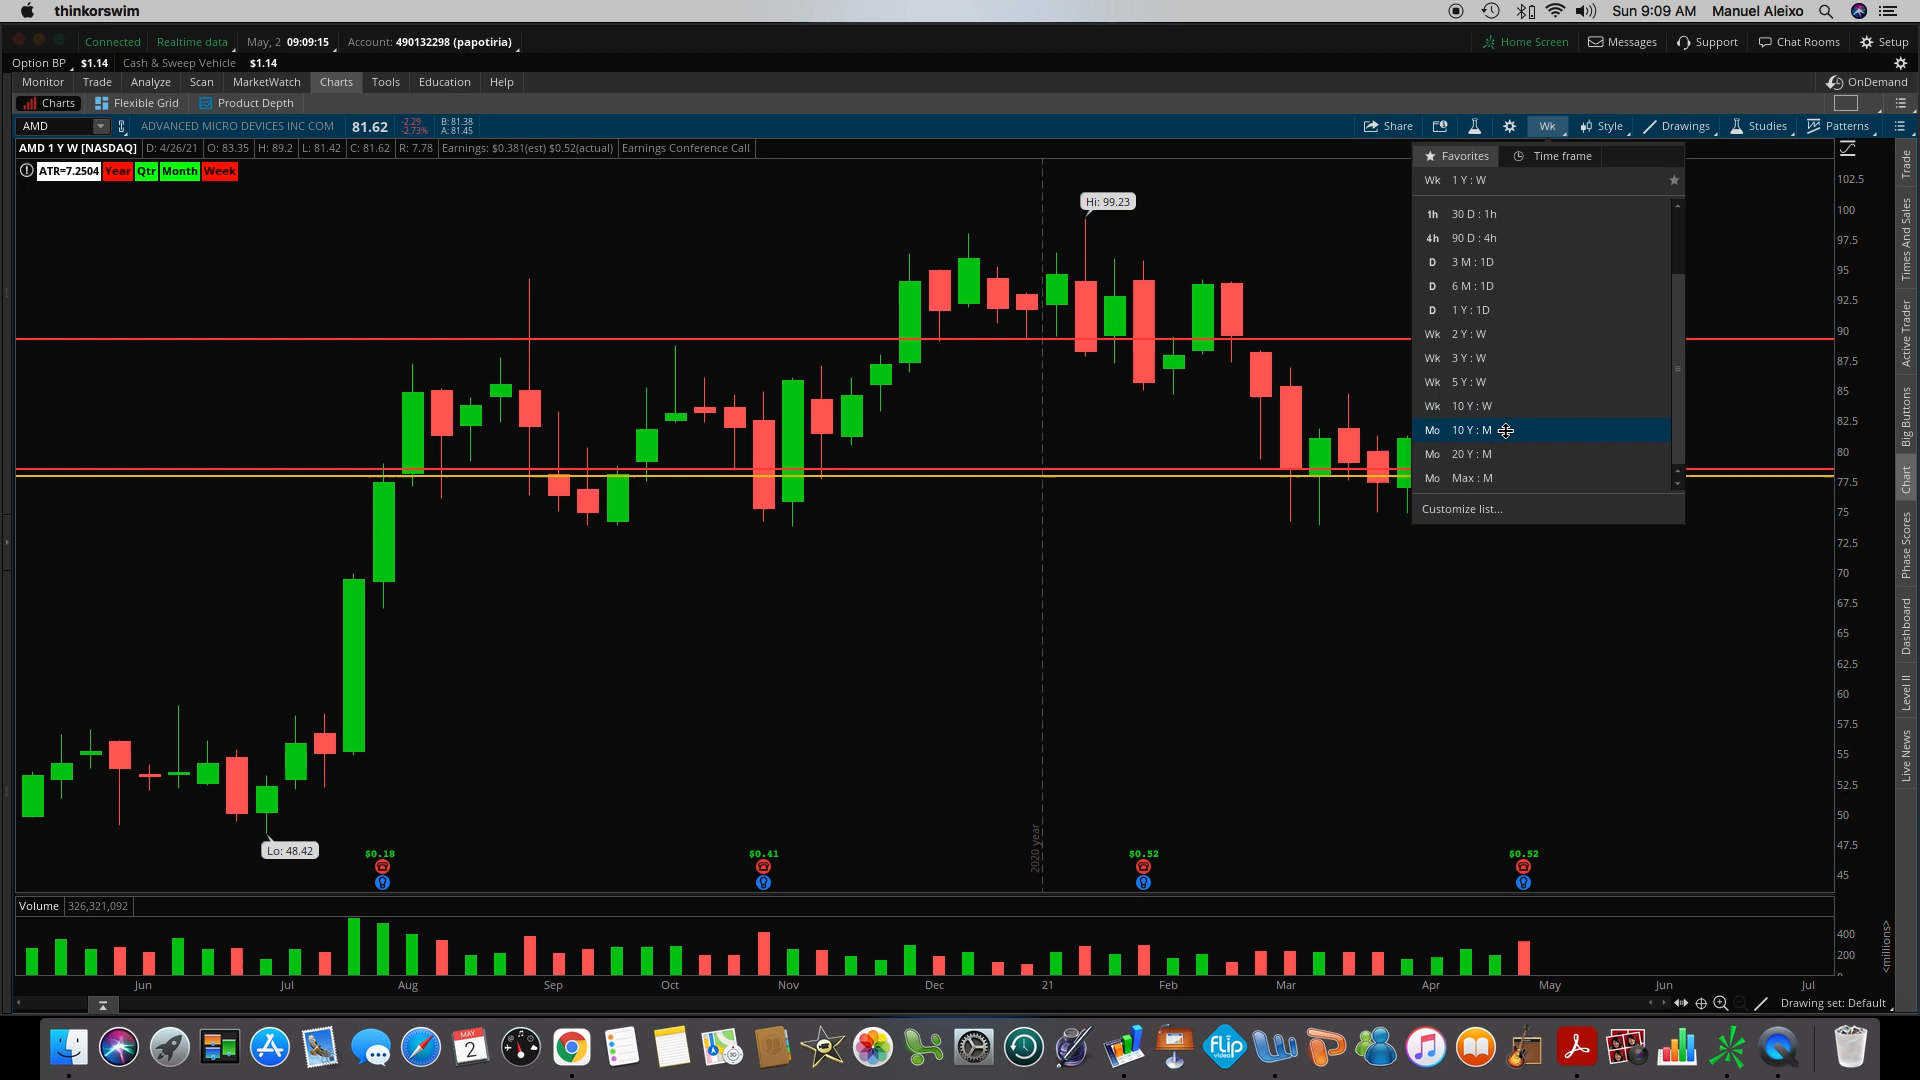 thinkorswim
Sun 9:09 AM Manuel Aleixo
Connected Realtime data May, 2 09:09:15 Account: 490132298 (papotiria)
Home Screen Messages Support Chat Rooms Setup
Option BP $1.14 Cash & Sweep Vehicle $1.14
Monitor Trade Analyze Scan MarketWatch Charts Tools Education Help
OnDemand
Charts Flexible Grid Product Depth
AMD ADVANCED MICRO DEVICES INC COM 81.62 -2.29 -2.73% B: 81.38 A: 81.45
Share Wk Style Drawings Studies Patterns
AMD 1 Y W [NASDAQ] D: 4/26/21 O: 83.35 H: 89.2 L: 81.42 C: 81.62 R: 7.78 Earnings: $0.381(est) $0.52(actual) Earnings Conference Call
ATR=7.2504 Year Qtr Month Week
Favorites Time frame
Wk 1 Y : W
1h 30 D : 1h
4h 90 D : 4h
D 3 M : 1D
D 6 M : 1D
D 1 Y : 1D
Wk 2 Y : W
Wk 3 Y : W
Wk 5 Y : W
Wk 10 Y : W
Mo 10 Y : M
Mo 20 Y : M
Mo Max : M
Customize list...
Hi: 99.23
Lo: 48.42
2020 year
102.5
100
97.5
95
92.5
90
87.5
85
82.5
80
77.5
75
72.5
70
67.5
65
62.5
60
57.5
55
52.5
50
47.5
45
$0.18 $0.41 $0.52 $0.52
Volume 326,321,092
400
200
0
<millions>
Jun Jul Aug Sep Oct Nov Dec 21 Feb Mar Apr May Jun Jul
Drawing set: Default
Trade
Times And Sales
Active Trader
Big Buttons
Chart
Phase Scores
Dashboard
Level II
Live News
MAY
2
flip
video